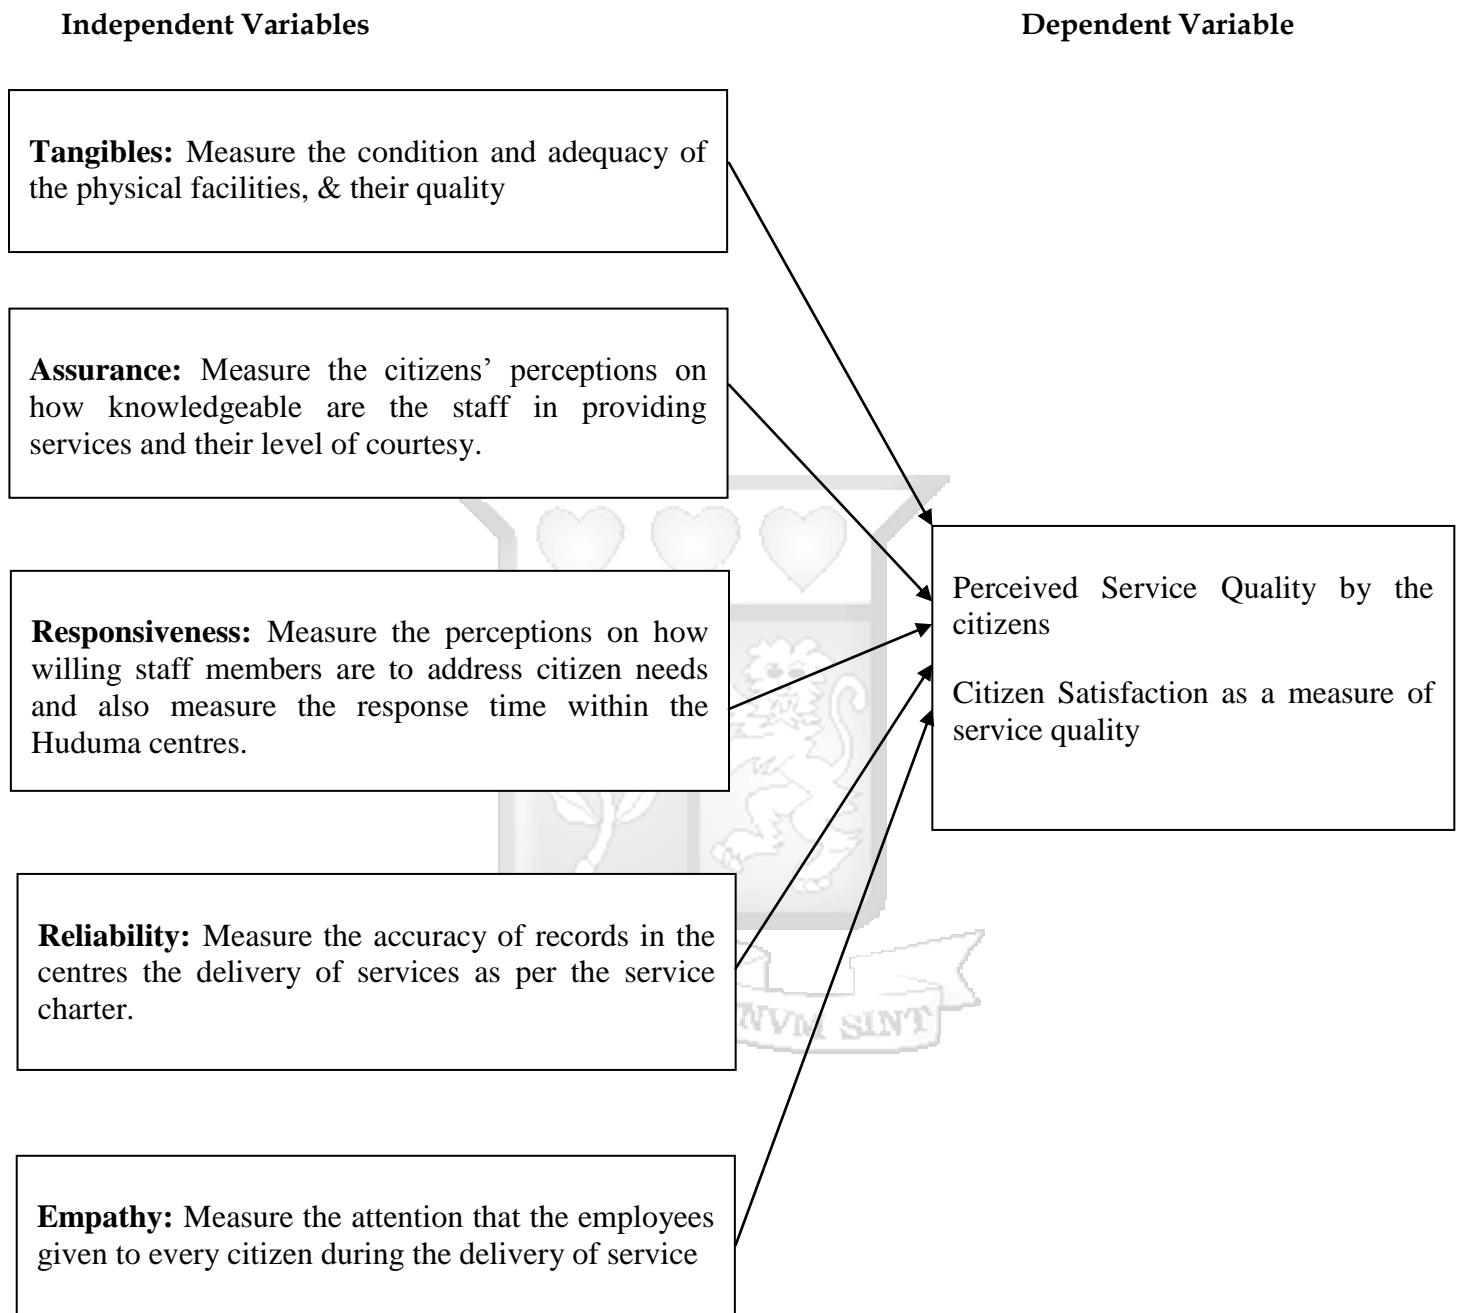 Independent Variables
Dependent Variable
Tangibles: Measure the condition and adequacy of
the physical facilities, & their quality
Assurance: Measure the citizens’ perceptions on
how knowledgeable are the staff in providing
services and their level of courtesy.
Responsiveness: Measure the perceptions on how
willing staff members are to address citizen needs
and also measure the response time within the
Huduma centres.
Reliability: Measure the accuracy of records in the
centres the delivery of services as per the service
charter.
Empathy: Measure the attention that the employees
given to every citizen during the delivery of service
Perceived Service Quality by the
citizens
Citizen Satisfaction as a measure of
service quality
NVM SINT